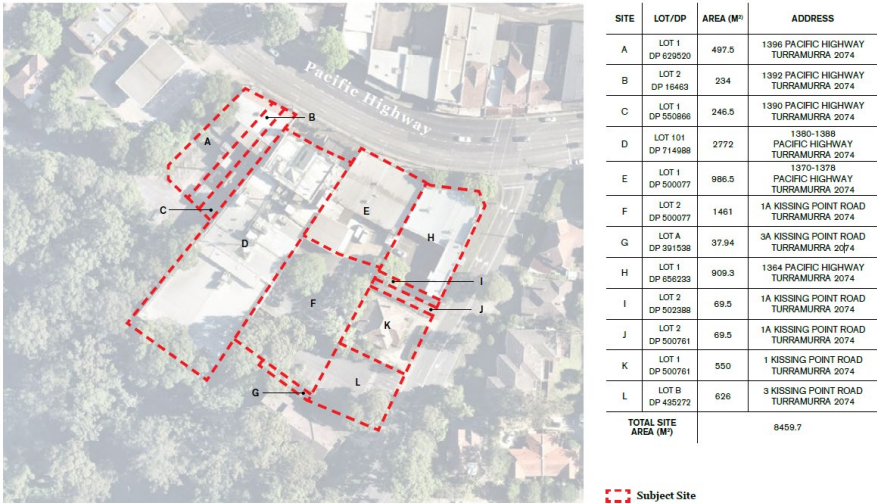 Pacific Highway
A
B
C
D
E
F
G
H
I
J
K
L
SITE LOT/DP AREA (M²) ADDRESS
A LOT 1 DP 629520 497.5 1396 PACIFIC HIGHWAY TURRAMURRA 2074
B LOT 2 DP 16463 234 1392 PACIFIC HIGHWAY TURRAMURRA 2074
C LOT 1 DP 550866 246.5 1390 PACIFIC HIGHWAY TURRAMURRA 2074
D LOT 101 DP 714988 2772 1380-1388 PACIFIC HIGHWAY TURRAMURRA 2074
E LOT 1 DP 500077 986.5 1370-1378 PACIFIC HIGHWAY TURRAMURRA 2074
F LOT 2 DP 500077 1461 1A KISSING POINT ROAD TURRAMURRA 2074
G LOT A DP 391538 37.94 3A KISSING POINT ROAD TURRAMURRA 2074
H LOT 1 DP 656233 909.3 1364 PACIFIC HIGHWAY TURRAMURRA 2074
I LOT 2 DP 502388 69.5 1A KISSING POINT ROAD TURRAMURRA 2074
J LOT 2 DP 500761 69.5 1A KISSING POINT ROAD TURRAMURRA 2074
K LOT 1 DP 500761 550 1 KISSING POINT ROAD TURRAMURRA 2074
L LOT B DP 435272 626 3 KISSING POINT ROAD TURRAMURRA 2074
TOTAL SITE AREA (M²) 8459.7
Subject Site